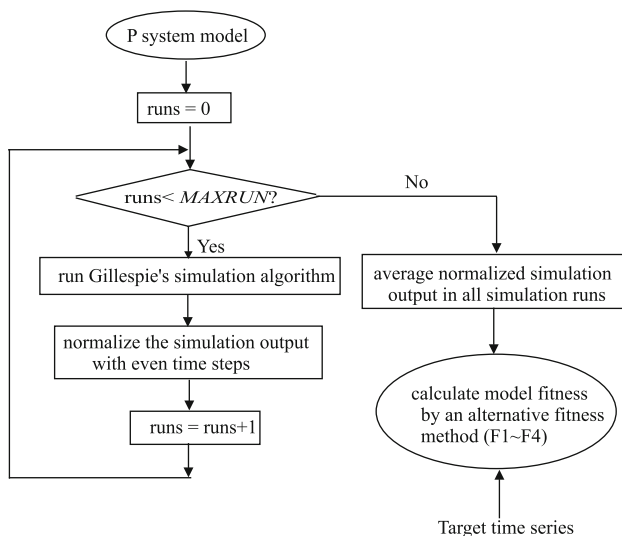 P system model
runs = 0
runs< MAXRUN?
No
Yes
run Gillespie's simulation algorithm
normalize the simulation output
with even time steps
runs = runs+1
average normalized simulation
output in all simulation runs
calculate model fitness
by an alternative fitness
method (F1~F4)
Target time series